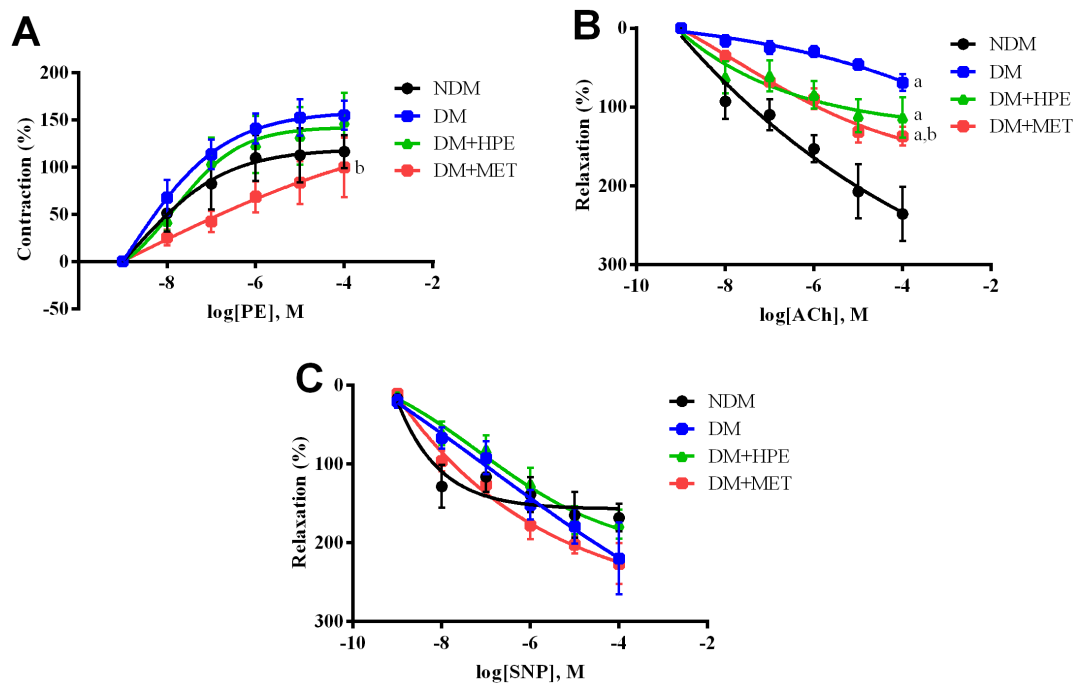 A
Contraction (%)
200
150
100
50
0
-50
-8
-6
-4
-2
log[PE], M
NDM
DM
DM+HPE
DM+MET
b
B
Relaxation (%)
0
100
200
300
-10
-8
-6
-4
-2
log[ACh], M
NDM
DM
DM+HPE
DM+MET
a
a
a,b
C
Relaxation (%)
0
100
200
300
-10
-8
-6
-4
-2
log[SNP], M
NDM
DM
DM+HPE
DM+MET